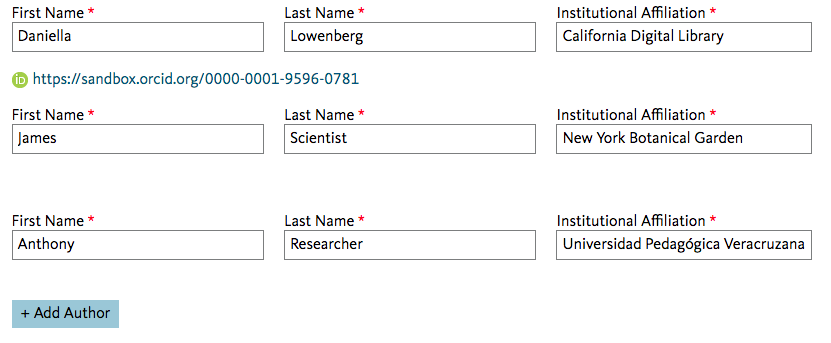 First Name * Last Name * Institutional Affiliation *
Daniella Lowenberg California Digital Library
iD https://sandbox.orcid.org/0000-0001-9596-0781
First Name * Last Name * Institutional Affiliation *
James Scientist New York Botanical Garden
First Name * Last Name * Institutional Affiliation *
Anthony Researcher Universidad Pedagógica Veracruzana
+ Add Author